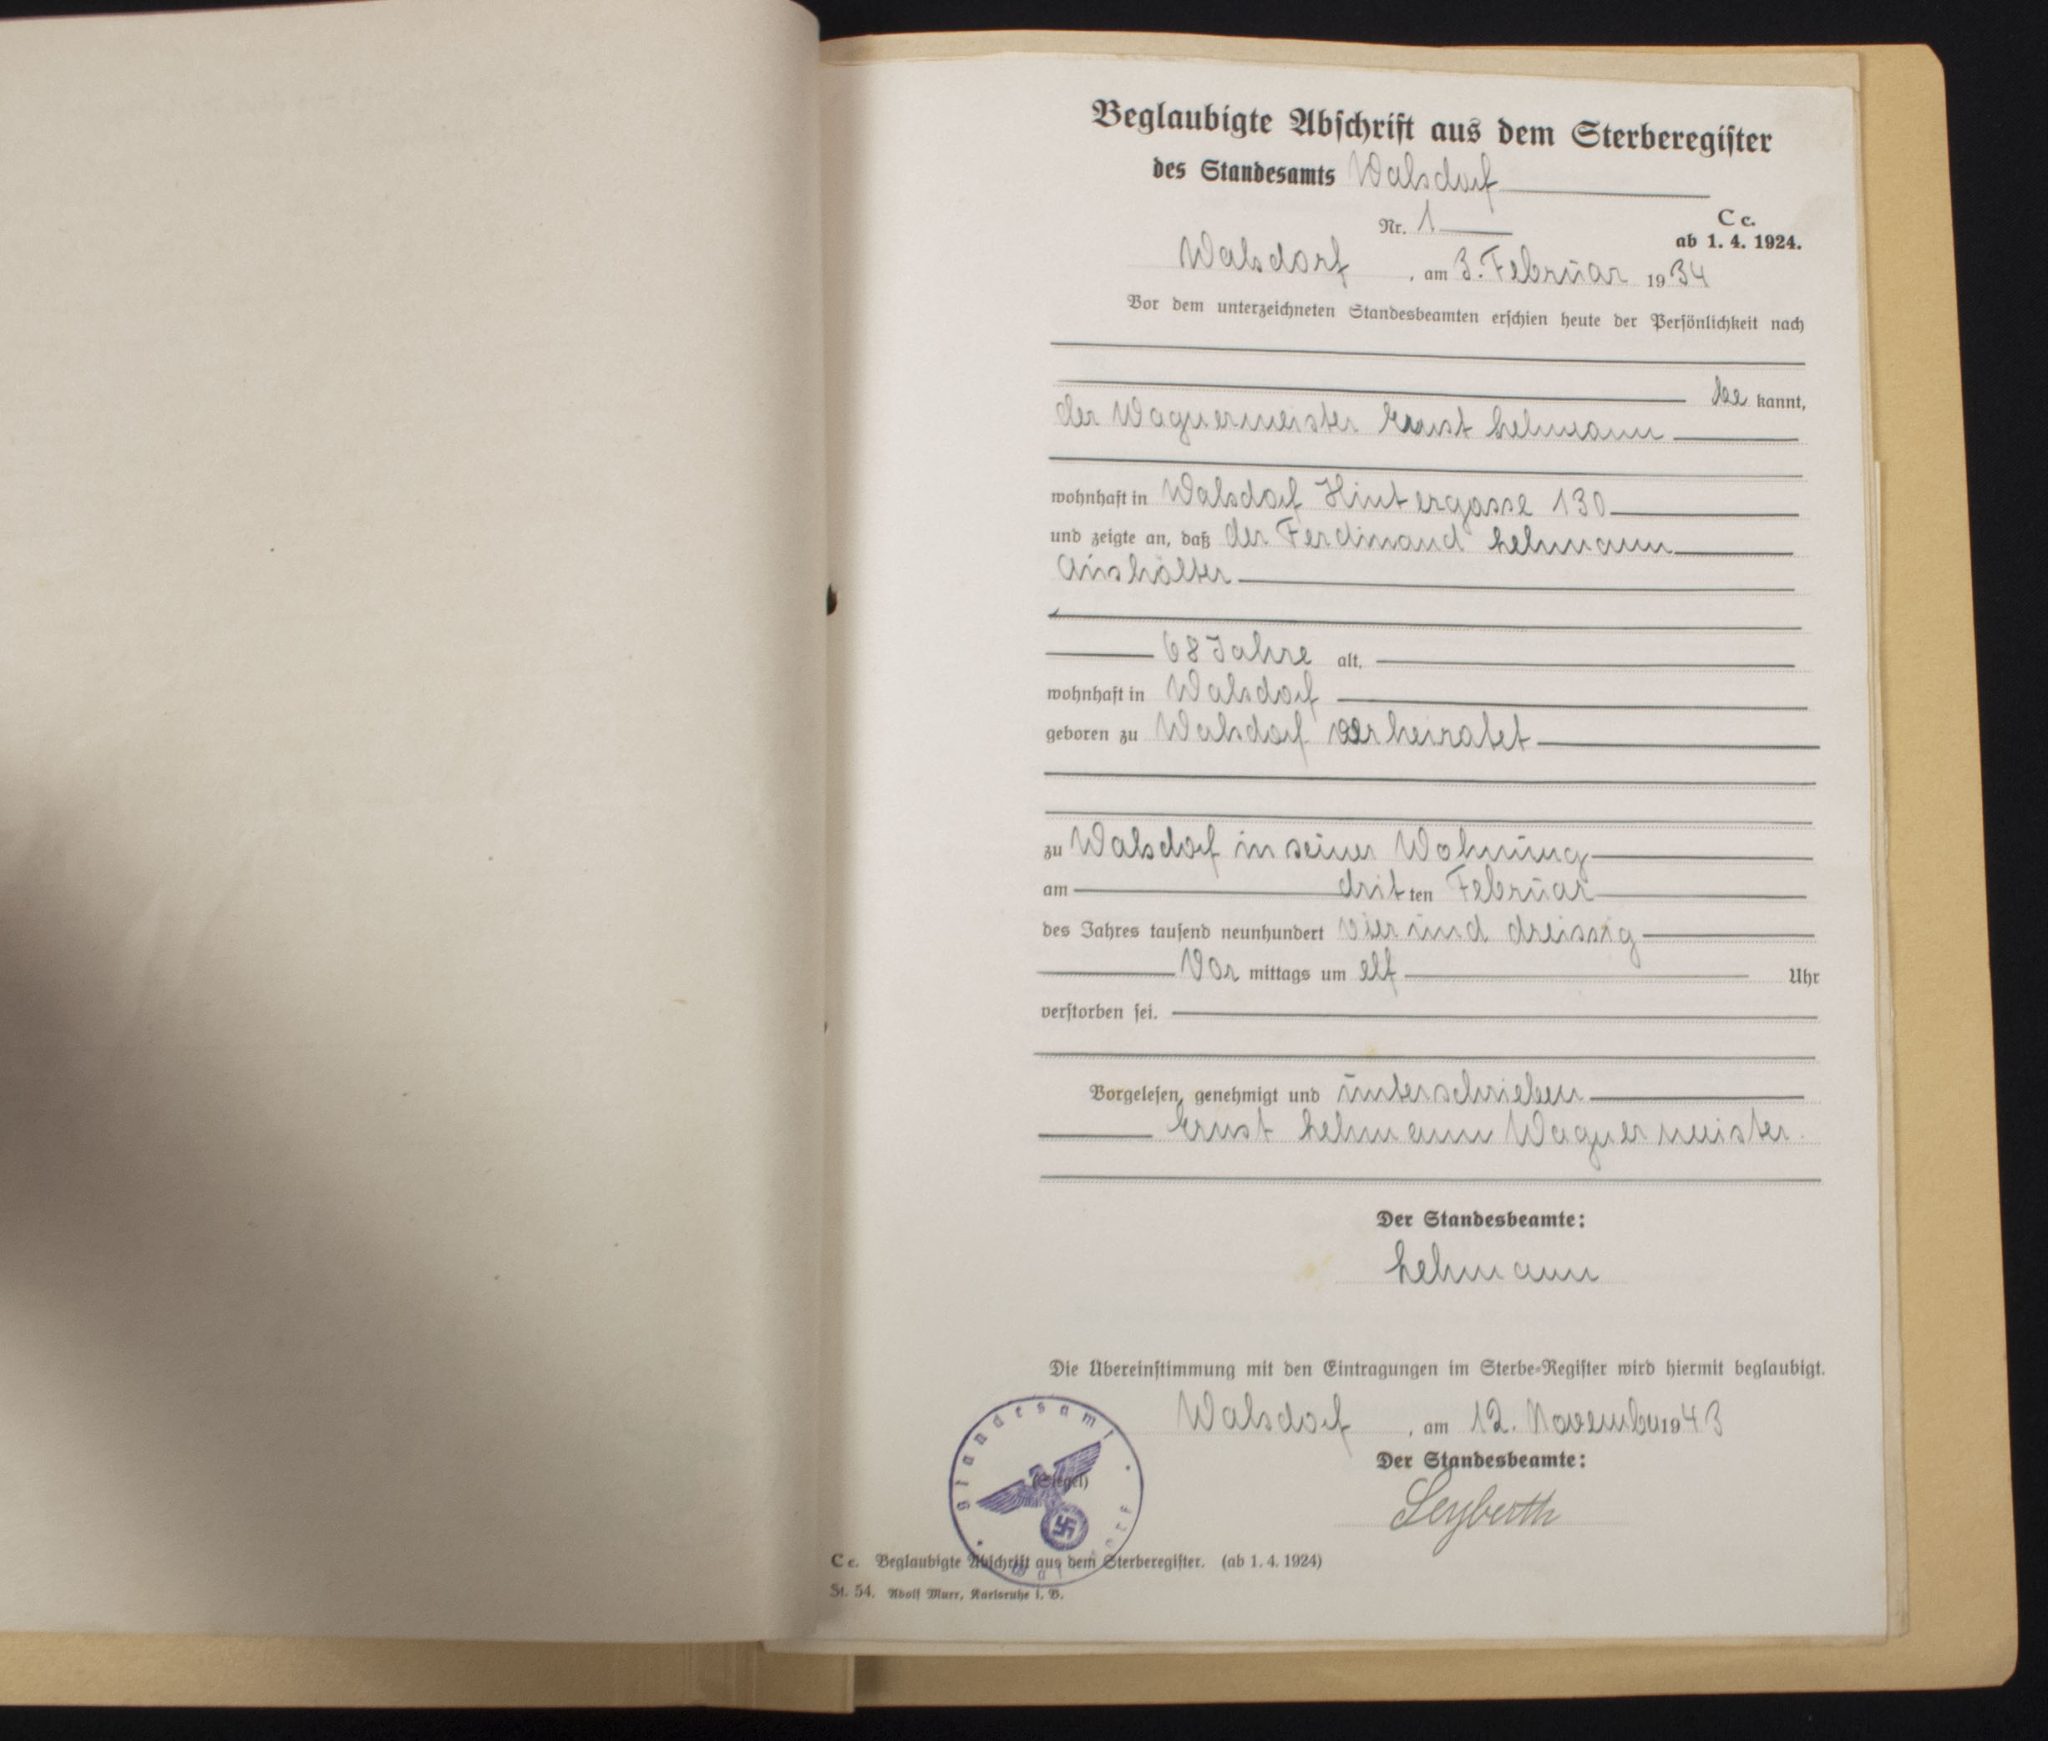 Beglaubigte Abschrift aus dem Sterberegister
des Standesamts Walsdorf
Nr. 1
C c.
ab 1. 4. 1924.
Walsdorf, am 3. Februar 1934
Vor dem unterzeichneten Standesbeamten erschien heute der Persönlichkeit nach
be kannt,
der Wagnermeister Ernst Lehmann
wohnhaft in Walsdorf Hintergasse 130
und zeigte an, daß der Ferdinand Lehmann
Aushälter
68 Jahre alt,
wohnhaft in Walsdorf
geboren zu Walsdorf verheiratet
zu Walsdorf in seiner Wohnung
am drit ten Februar
des Jahres tausend neunhundert vier und dreissig
Vor mittags um elf Uhr
verstorben sei.
Vorgelesen, genehmigt und unterschrieben
Ernst Lehmann Wagnermeister.
Der Standesbeamte:
Lehmann
Die Übereinstimmung mit den Eintragungen im Sterbe-Register wird hiermit beglaubigt.
Walsdorf, am 12. November 1943
Der Standesbeamte:
(Siegel)
Seyberth
C c. Beglaubigte Abschrift aus dem Sterberegister. (ab 1. 4. 1924)
St. 54. Adolf Murr, Karlsruhe i. B.